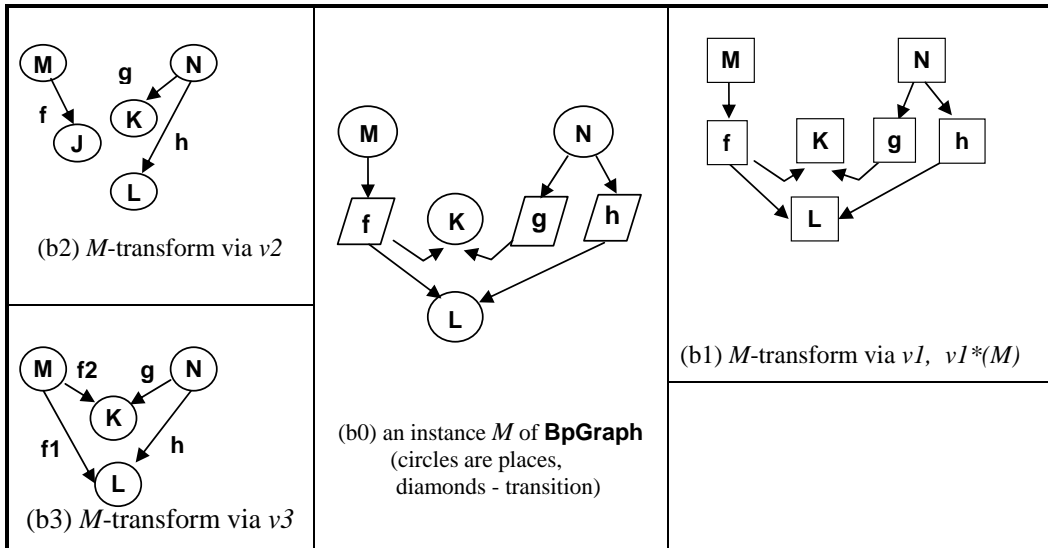 M
N
g
f
K
J
h
L
(b2) M-transform via v2
M
f2
g
N
K
f1
h
L
(b3) M-transform via v3
M
N
f
K
g
h
L
(b0) an instance M of BpGraph
(circles are places,
diamonds - transition)
M
N
f
K
g
h
L
(b1) M-transform via v1, v1*(M)